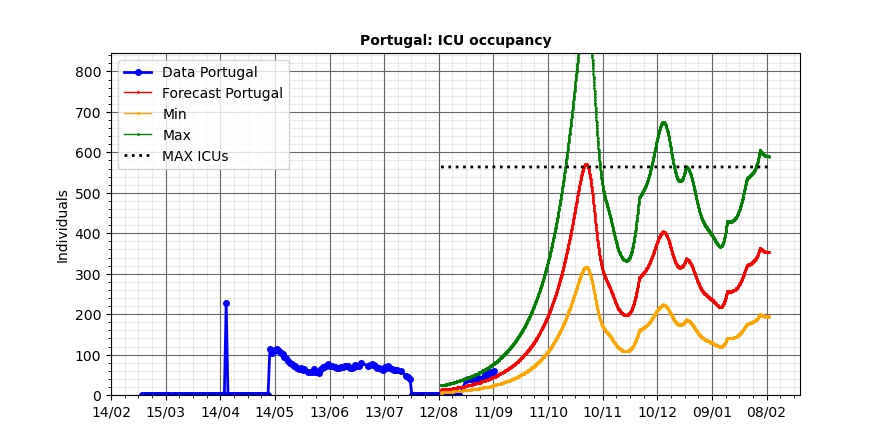 Portugal: ICU occupancy
Data Portugal
Forecast Portugal
Min
Max
MAX ICUs
Individuals
800
700
600
500
400
300
200
100
0
14/02 15/03 14/04 14/05 13/06 13/07 12/08 11/09 11/10 10/11 10/12 09/01 08/02